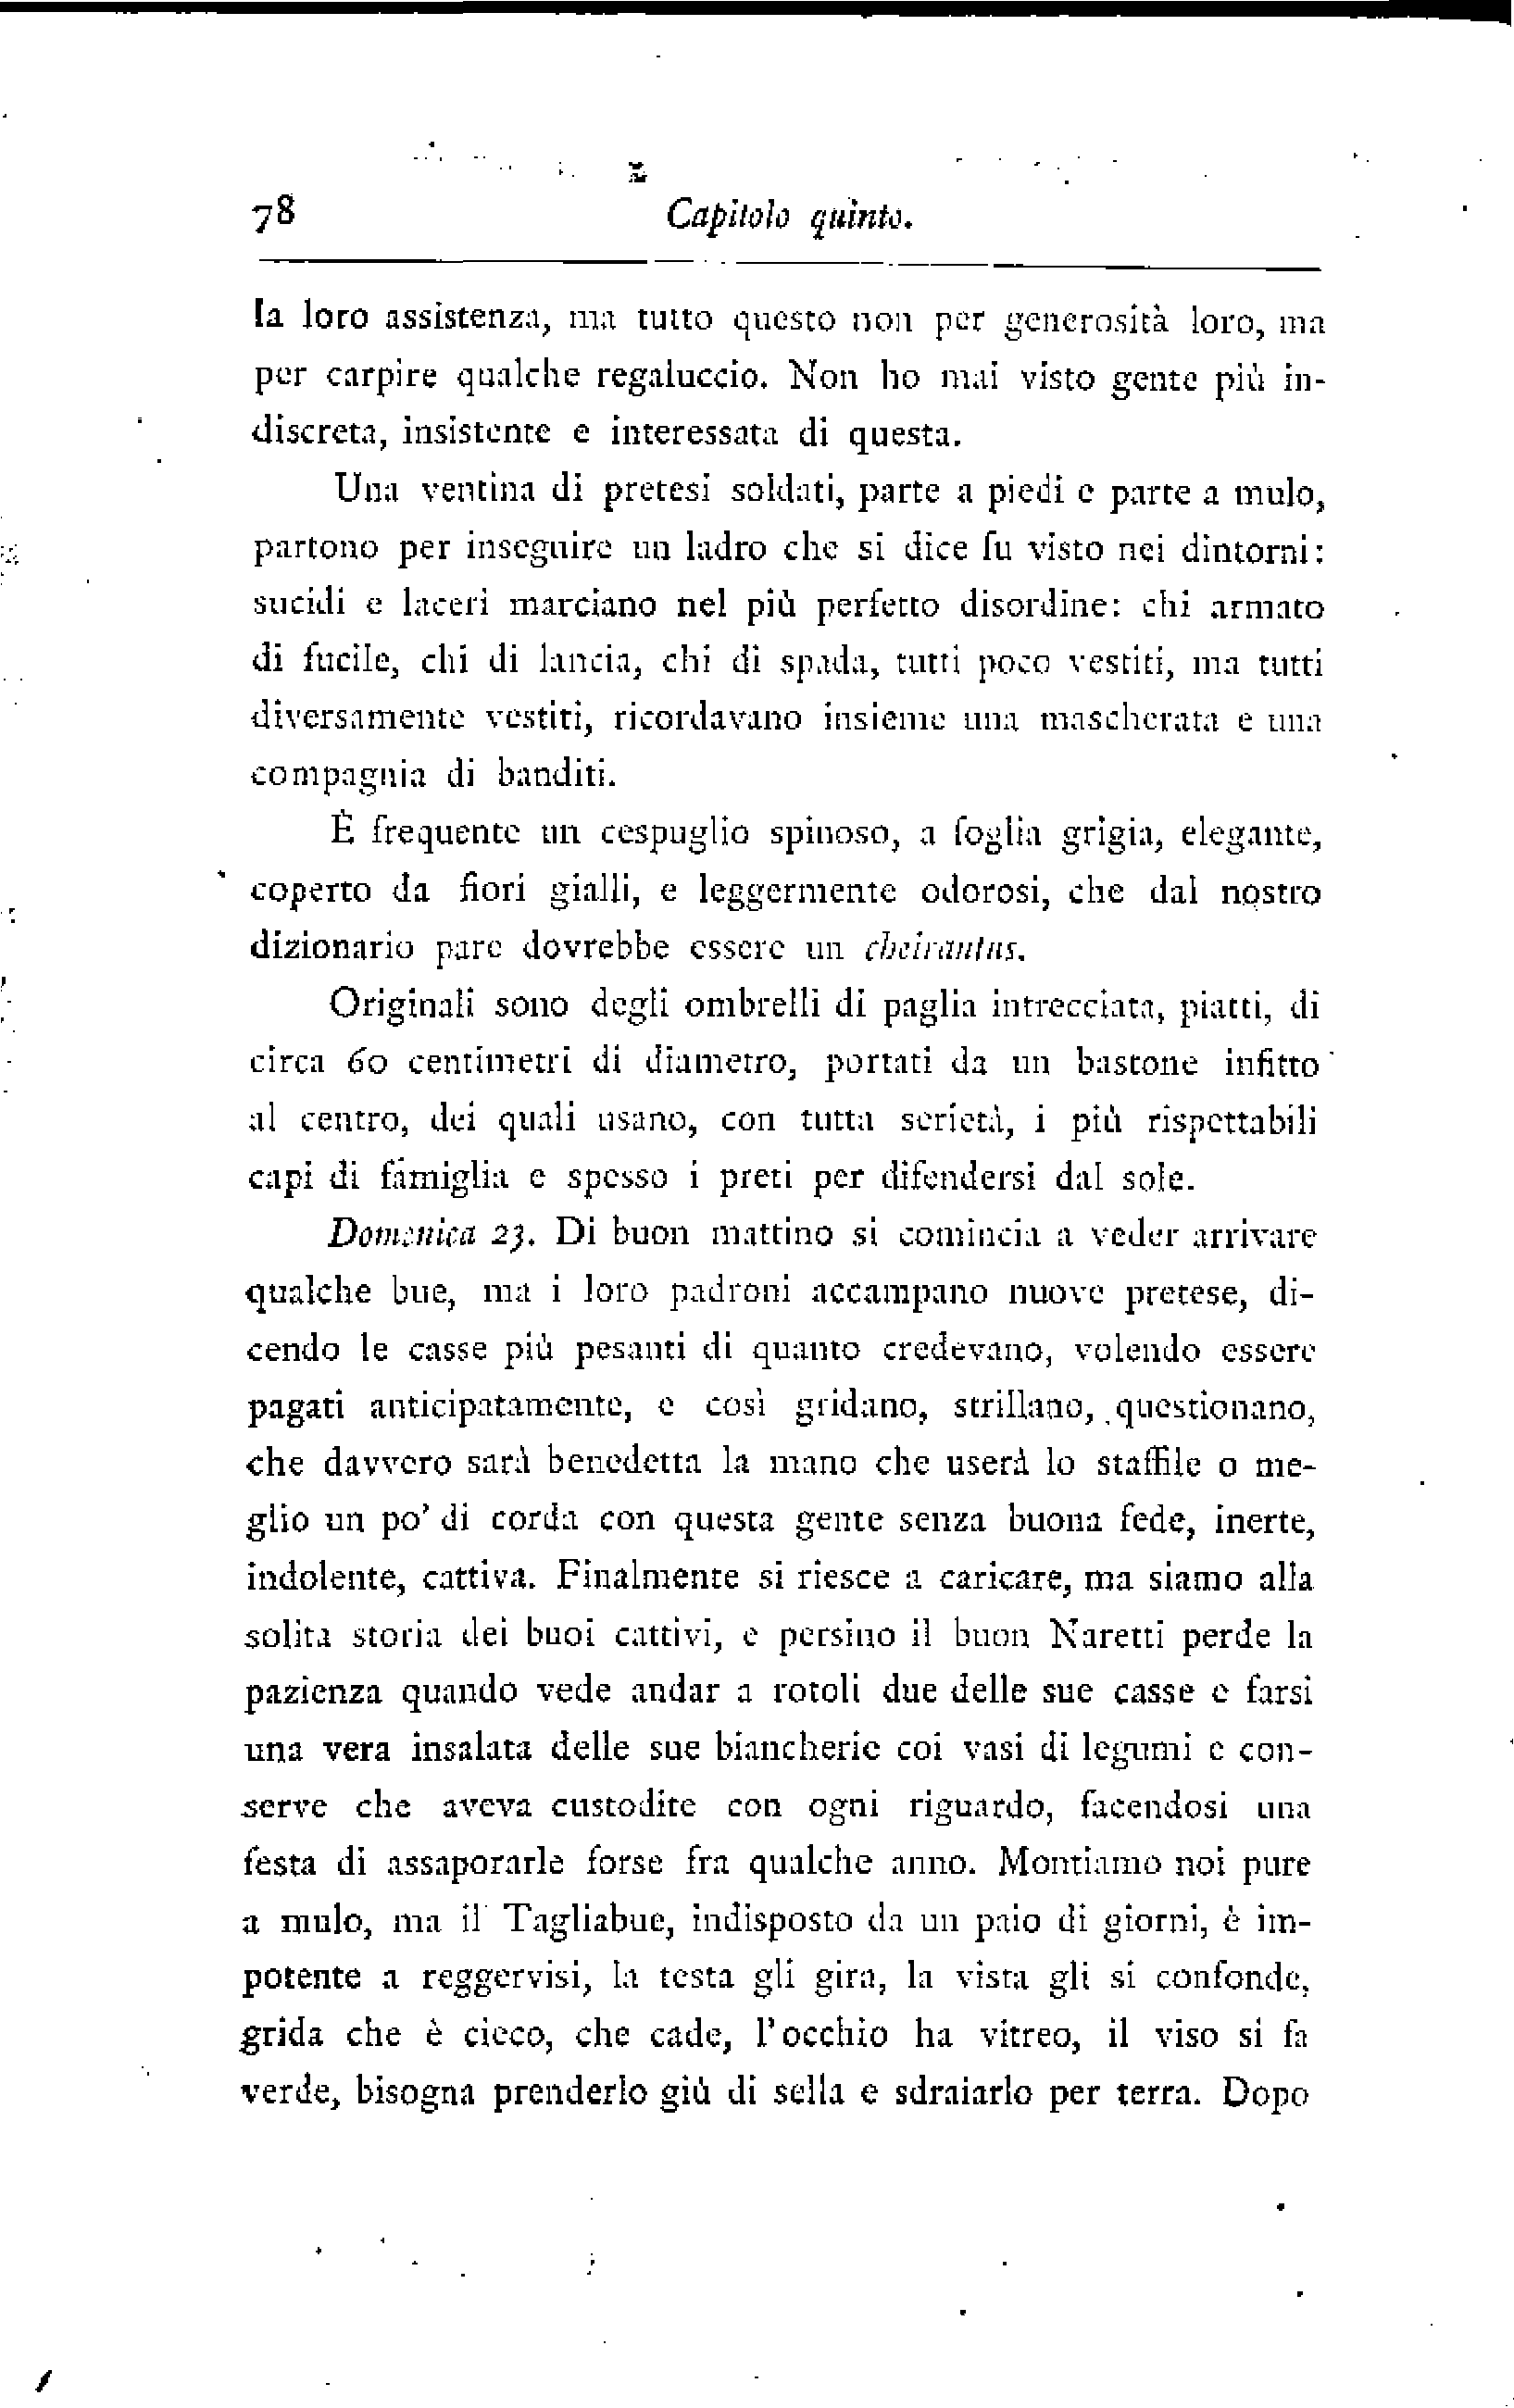 78
Capitolo quinto.
la loro assistenza, ma tutto questo non per generosità loro, ma
per carpire qualche regaluccio. Non ho mai visto gente più in-
discreta, insistente e interessata di questa.
Una ventina di pretesi soldati, parte a piedi e parte a mulo,
partono per inseguire un ladro che si dice fu visto nei dintorni:
sucidi e laceri marciano nel più perfetto disordine: chi armato
di fucile, chi di lancia, chi di spada, tutti poco vestiti, ma tutti
diversamente vestiti, ricordavano insieme una mascherata e una
compagnia di banditi.
È frequente un cespuglio spinoso, a foglia grigia, elegante,
coperto da fiori gialli, e leggermente odorosi, che dal nostro
dizionario pare dovrebbe essere un cheirantus.
Originali sono degli ombrelli di paglia intrecciata, piatti, di
circa 60 centimetri di diametro, portati da un bastone infitto
al centro, dei quali usano, con tutta serietà, i più rispettabili
capi di famiglia e spesso i preti per difendersi dal sole.
Domenica 23. Di buon mattino si comincia a veder arrivare
qualche bue, ma i loro padroni accampano nuove pretese, di-
cendo le casse più pesanti di quanto credevano, volendo essere
pagati anticipatamente, e così gridano, strillano, questionano,
che davvero sarà benedetta la mano che userà lo staffile o me-
glio un po' di corda con questa gente senza buona fede, inerte,
indolente, cattiva. Finalmente si riesce a caricare, ma siamo alla
solita storia dei buoi cattivi, e persino il buon Naretti perde la
pazienza quando vede andar a rotoli due delle sue casse e farsi
una vera insalata delle sue biancherie coi vasi di legumi e con-
serve che aveva custodite con ogni riguardo, facendosi una
festa di assaporarle forse fra qualche anno. Montiamo noi pure
a mulo, ma il Tagliabue, indisposto da un paio di giorni, è im-
potente a reggervisi, la testa gli gira, la vista gli si confonde,
grida che è cieco, che cade, l'occhio ha vitreo, il viso si fa
verde, bisogna prenderlo giù di sella e sdraiarlo per terra. Dopo